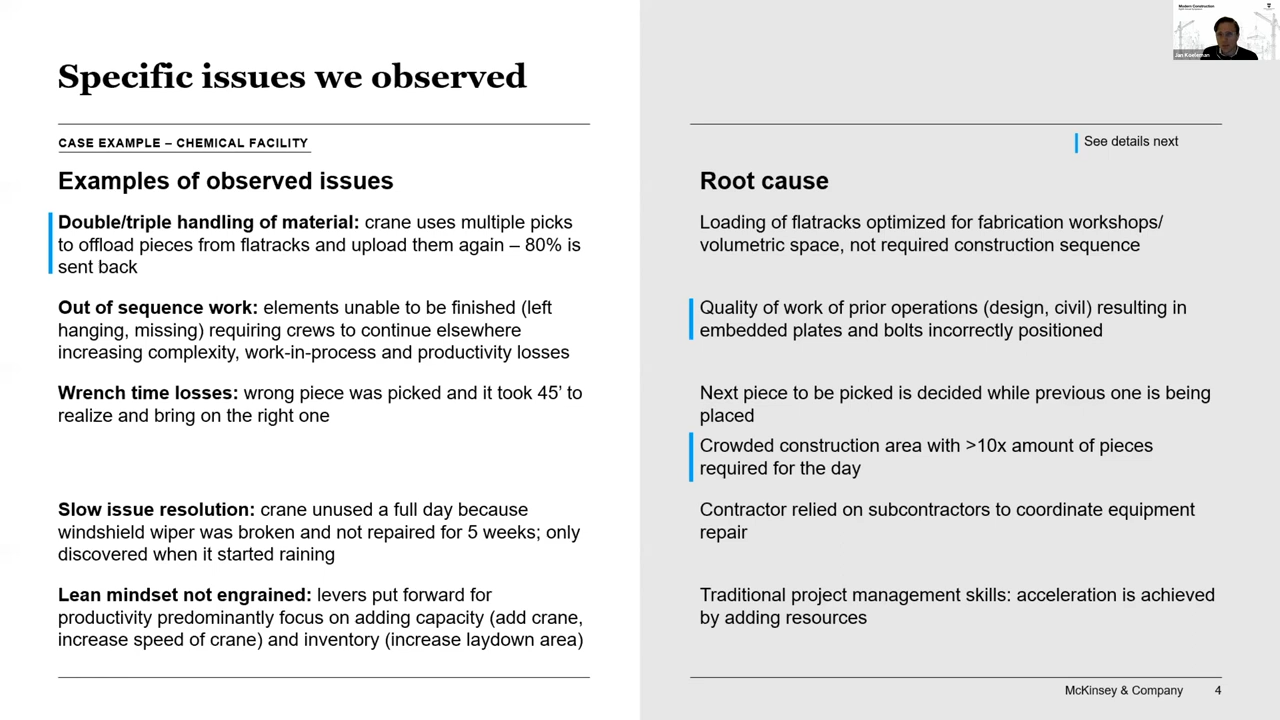 Modern Construction
Jan Koeleman
Specific issues we observed
CASE EXAMPLE – CHEMICAL FACILITY
See details next
Examples of observed issues
Root cause
Double/triple handling of material: crane uses multiple picks
to offload pieces from flatracks and upload them again – 80% is
sent back
Loading of flatracks optimized for fabrication workshops/
volumetric space, not required construction sequence
Out of sequence work: elements unable to be finished (left
hanging, missing) requiring crews to continue elsewhere
increasing complexity, work-in-process and productivity losses
Quality of work of prior operations (design, civil) resulting in
embedded plates and bolts incorrectly positioned
Wrench time losses: wrong piece was picked and it took 45’ to
realize and bring on the right one
Next piece to be picked is decided while previous one is being
placed
Crowded construction area with >10x amount of pieces
required for the day
Slow issue resolution: crane unused a full day because
windshield wiper was broken and not repaired for 5 weeks; only
discovered when it started raining
Contractor relied on subcontractors to coordinate equipment
repair
Lean mindset not engrained: levers put forward for
productivity predominantly focus on adding capacity (add crane,
increase speed of crane) and inventory (increase laydown area)
Traditional project management skills: acceleration is achieved
by adding resources
McKinsey & Company 4